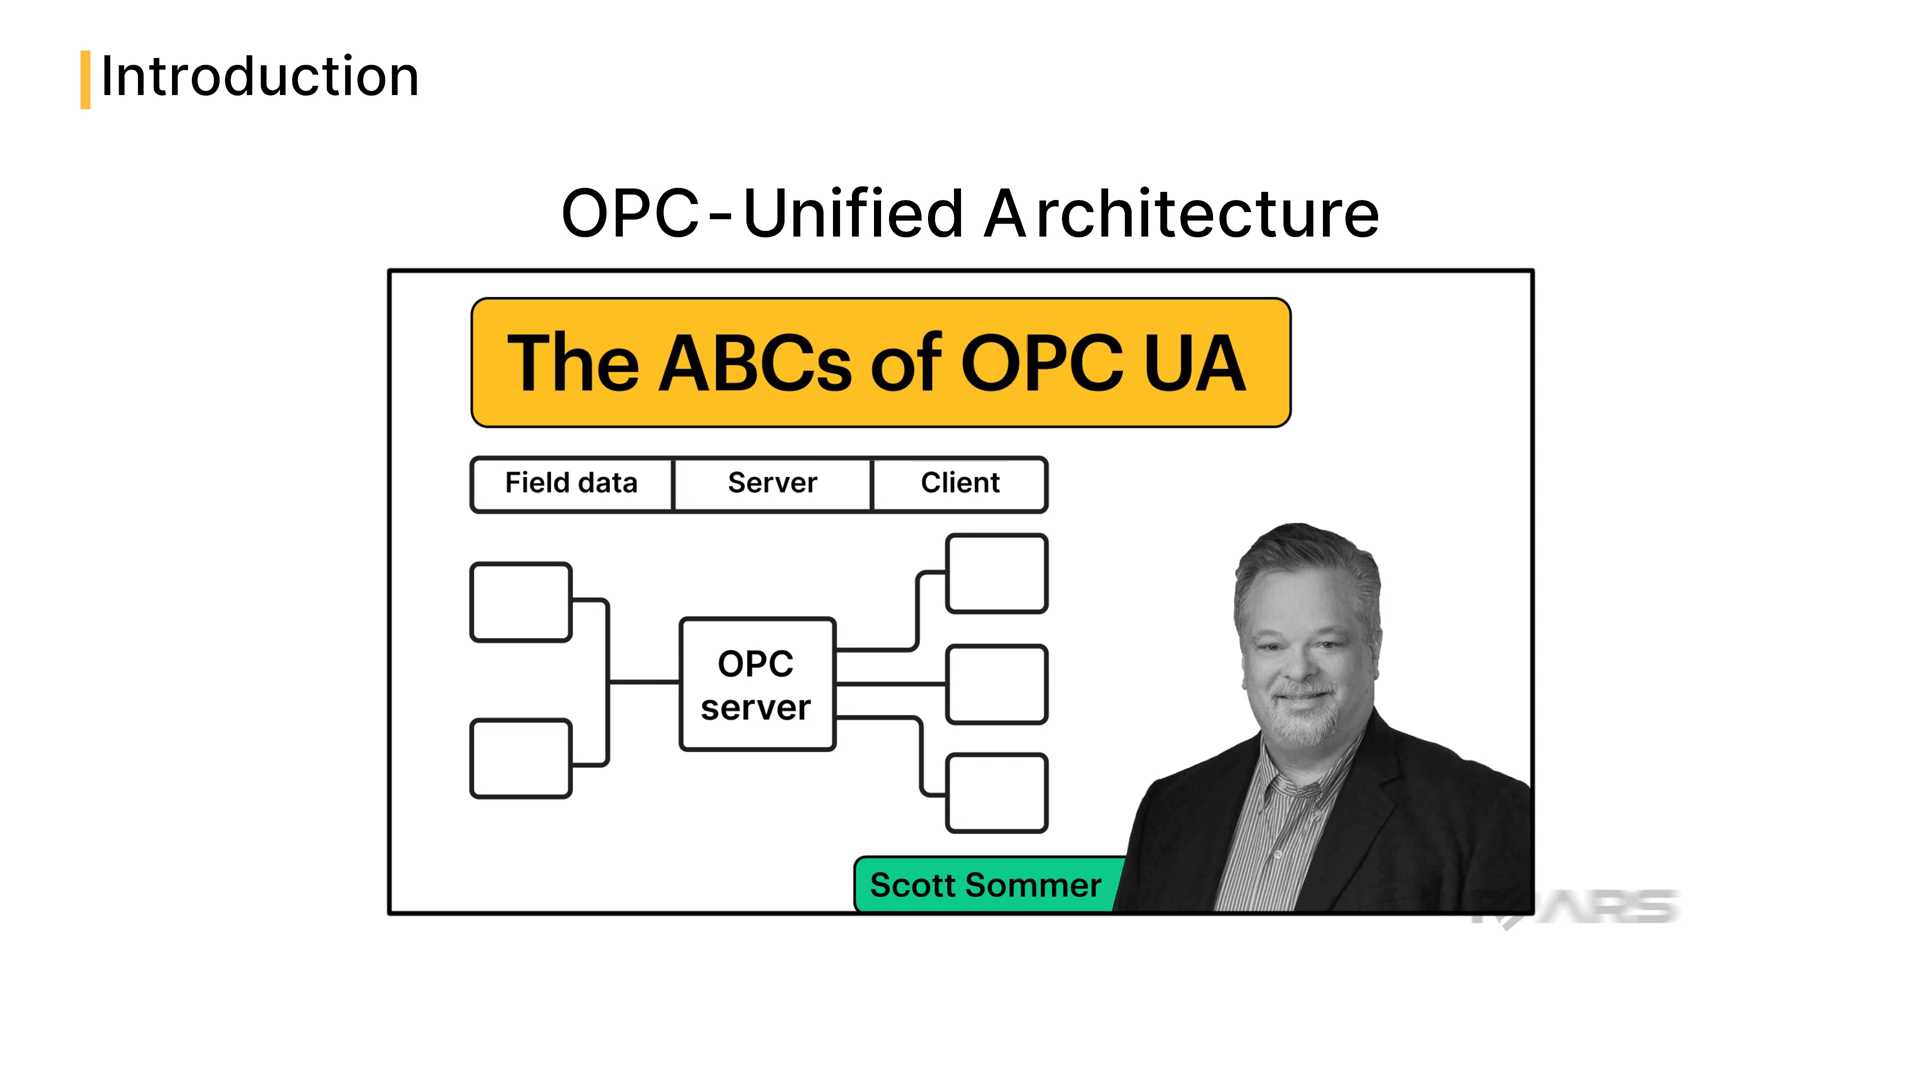 Introduction
OPC-Unified Architecture
The ABCs of OPC UA
Field data Server Client
OPC
server
Scott Sommer